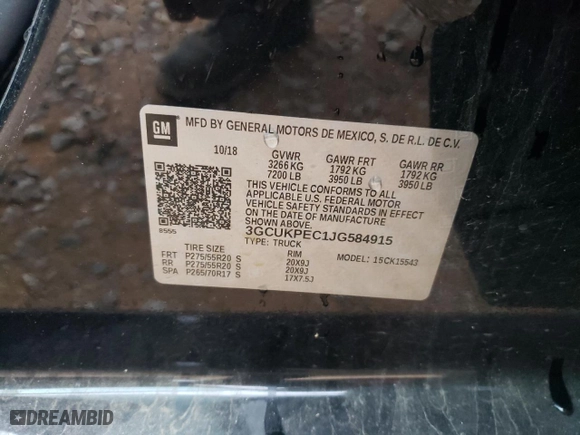 GM
MFD BY GENERAL MOTORS DE MEXICO, S. DE R.L. DE C.V.
10/18 GVWR GAWR FRT GAWR RR
3266 KG 1792 KG 1792 KG
7200 LB 3950 LB 3950 LB
THIS VEHICLE CONFORMS TO ALL
APPLICABLE U.S. FEDERAL MOTOR
VEHICLE SAFETY STANDARDS IN EFFECT
ON THE DATE OF MANUFACTURE
SHOWN ABOVE.
8555 3GCUKPEC1JG584915
TYPE: TRUCK
TIRE SIZE RIM MODEL: 15CK15543
FRT P275/55R20 S 20X9J
RR P275/55R20 S 20X9J
SPA P265/70R17 S 17X7.5J
DREAMBID